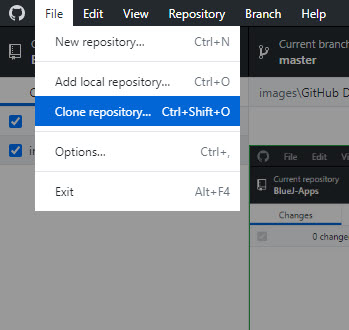 File Edit View Repository Branch Help
New repository... Ctrl+N
Current branch
master
Add local repository... Ctrl+O
images\GitHub D
Clone repository... Ctrl+Shift+O
Options... Ctrl+,
File Edit
Exit Alt+F4
Current repository
BlueJ-Apps
Changes
0 change